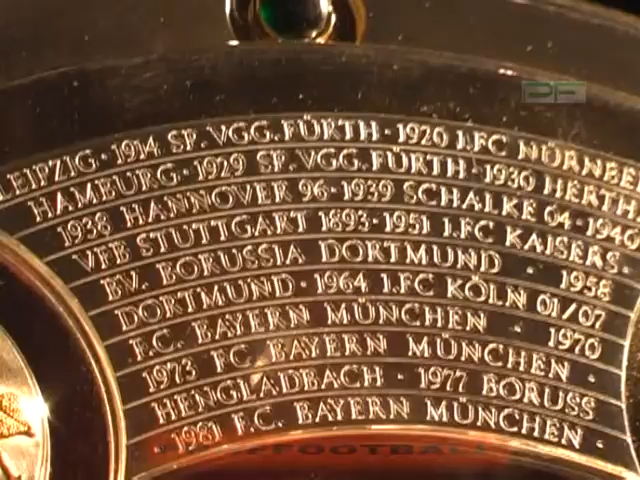 LEIPZIG · 1914 SP. VGG. FÜRTH · 1920 1.FC NÜRNBE
HAMBURG · 1929 SP. VGG. FÜRTH · 1930 HERTH
1938 HANNOVER 96 · 1939 SCHALKE 04 · 1940
VFB STUTTGART 1893 · 1951 1.FC KAISERS-
BV. BORUSSIA DORTMUND · 1958
DORTMUND · 1964 1.FC KÖLN 01/07
F.C. BAYERN MÜNCHEN · 1970
1973 FC BAYERN MÜNCHEN ·
HENGLADBACH · 1977 BORUSS
1981 F.C. BAYERN MÜNCHEN ·